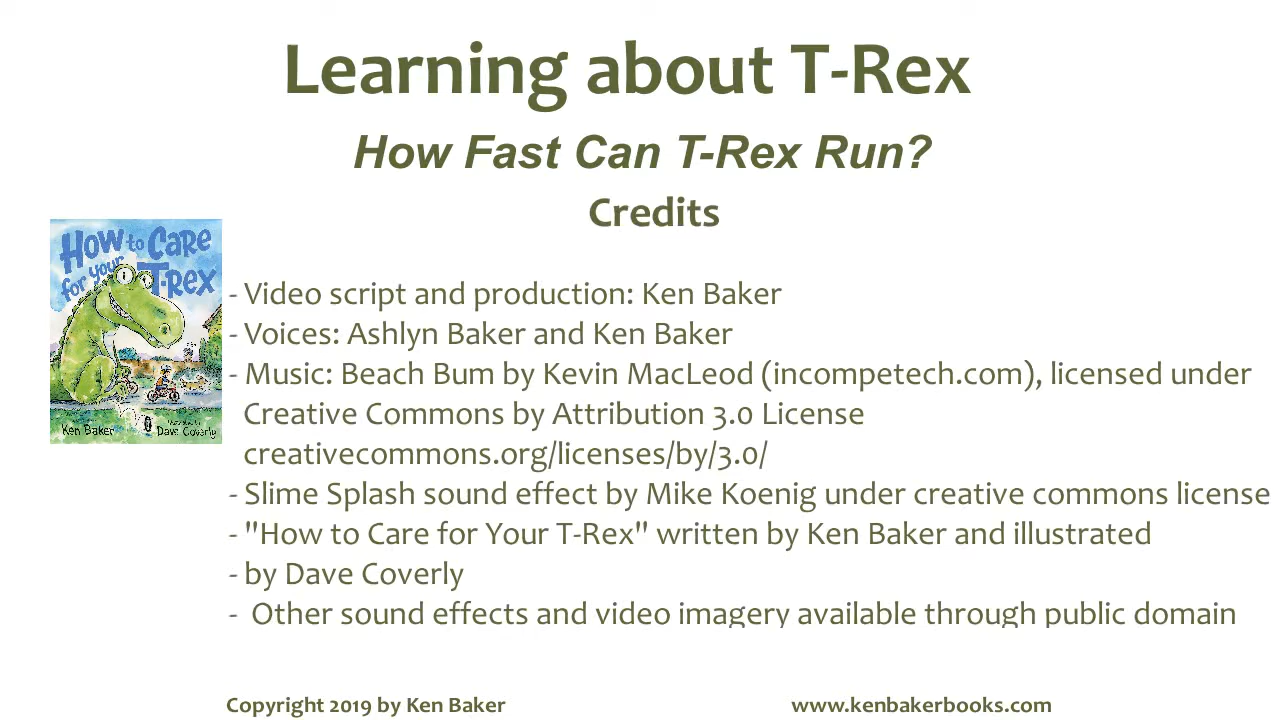 Learning about T-Rex
How Fast Can T-Rex Run?
Credits
How to Care
for your
T-Rex
Ken Baker
Dave Coverly
- Video script and production: Ken Baker
- Voices: Ashlyn Baker and Ken Baker
- Music: Beach Bum by Kevin MacLeod (incompetech.com), licensed under
Creative Commons by Attribution 3.0 License
creativecommons.org/licenses/by/3.0/
- Slime Splash sound effect by Mike Koenig under creative commons license
- "How to Care for Your T-Rex" written by Ken Baker and illustrated
- by Dave Coverly
- Other sound effects and video imagery available through public domain
Copyright 2019 by Ken Baker
www.kenbakerbooks.com